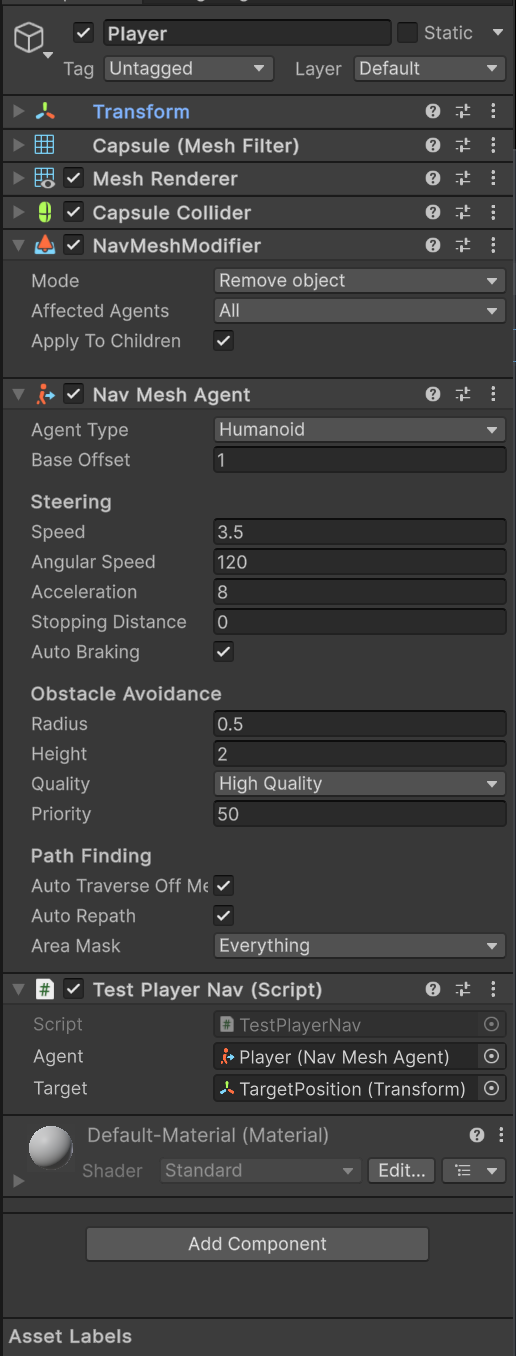 Player
Static
Tag Untagged Layer Default
Transform
Capsule (Mesh Filter)
Mesh Renderer
Capsule Collider
NavMeshModifier
Mode Remove object
Affected Agents All
Apply To Children
Nav Mesh Agent
Agent Type Humanoid
Base Offset 1
Steering
Speed 3.5
Angular Speed 120
Acceleration 8
Stopping Distance 0
Auto Braking
Obstacle Avoidance
Radius 0.5
Height 2
Quality High Quality
Priority 50
Path Finding
Auto Traverse Off Me
Auto Repath
Area Mask Everything
# Test Player Nav (Script)
Script # TestPlayerNav
Agent Player (Nav Mesh Agent)
Target TargetPosition (Transform)
Default-Material (Material)
Shader Standard Edit...
Add Component
Asset Labels